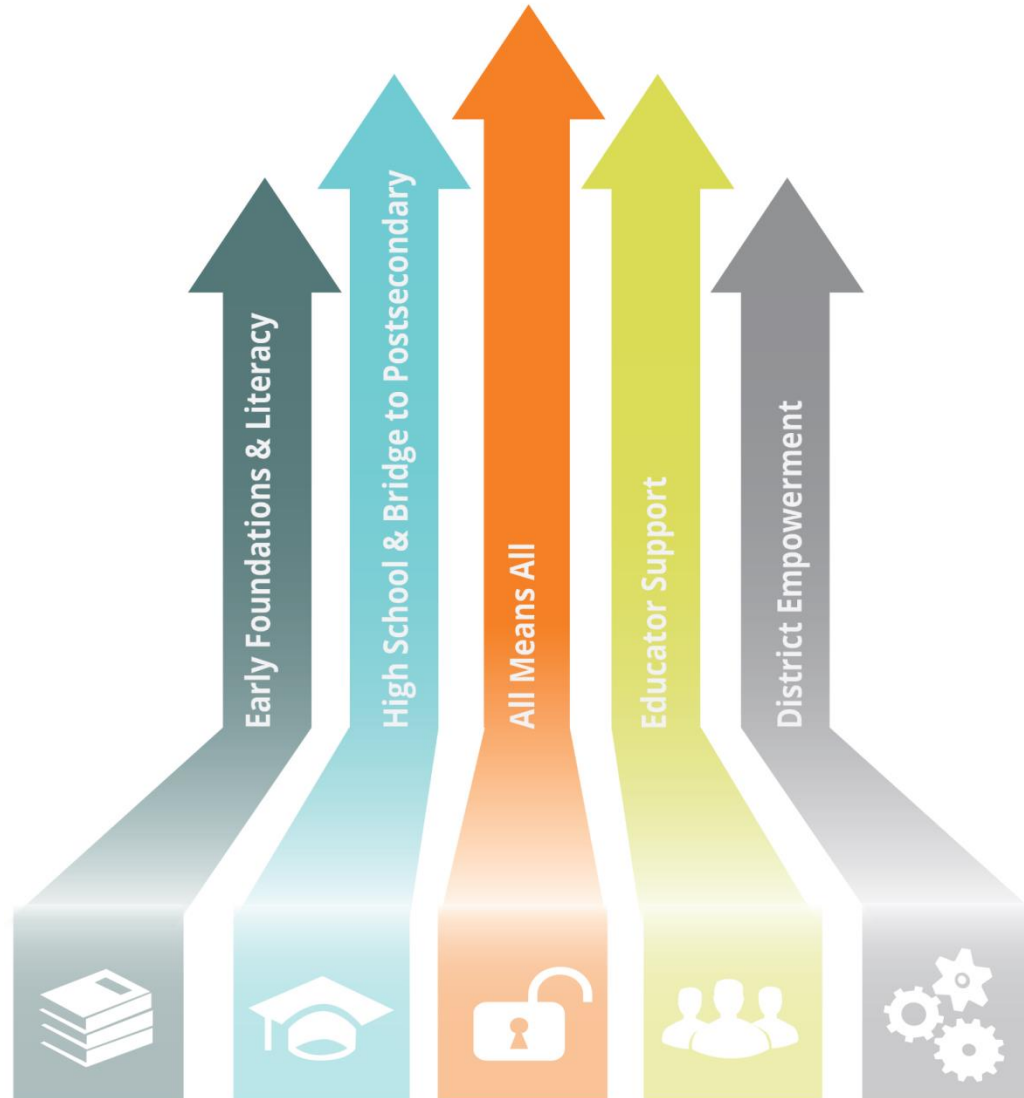 Early Foundations & Literacy
High School & Bridge to Postsecondary
All Means All
Educator Support
District Empowerment